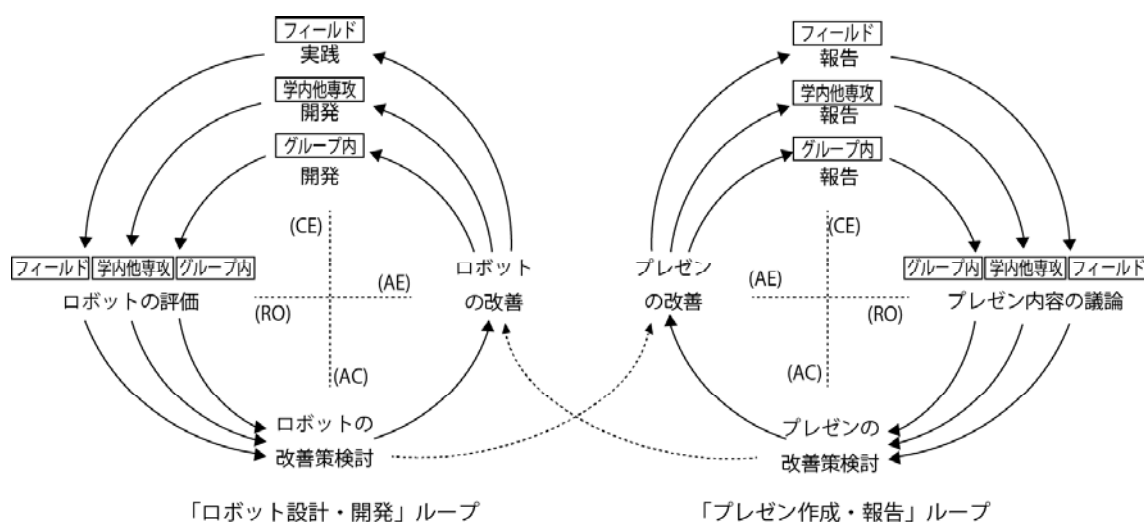 フィールド
実践
学内他専攻
開発
グループ内
開発
(CE)
(AE)
(RO)
(AC)
フィールド 学内他専攻 グループ内
ロボットの評価
ロボット
の改善
ロボットの
改善策検討
「ロボット設計・開発」ループ
フィールド
報告
学内他専攻
報告
グループ内
報告
(CE)
(AE)
(RO)
(AC)
プレゼン
の改善
グループ内 学内他専攻 フィールド
プレゼン内容の議論
プレゼンの
改善策検討
「プレゼン作成・報告」ループ